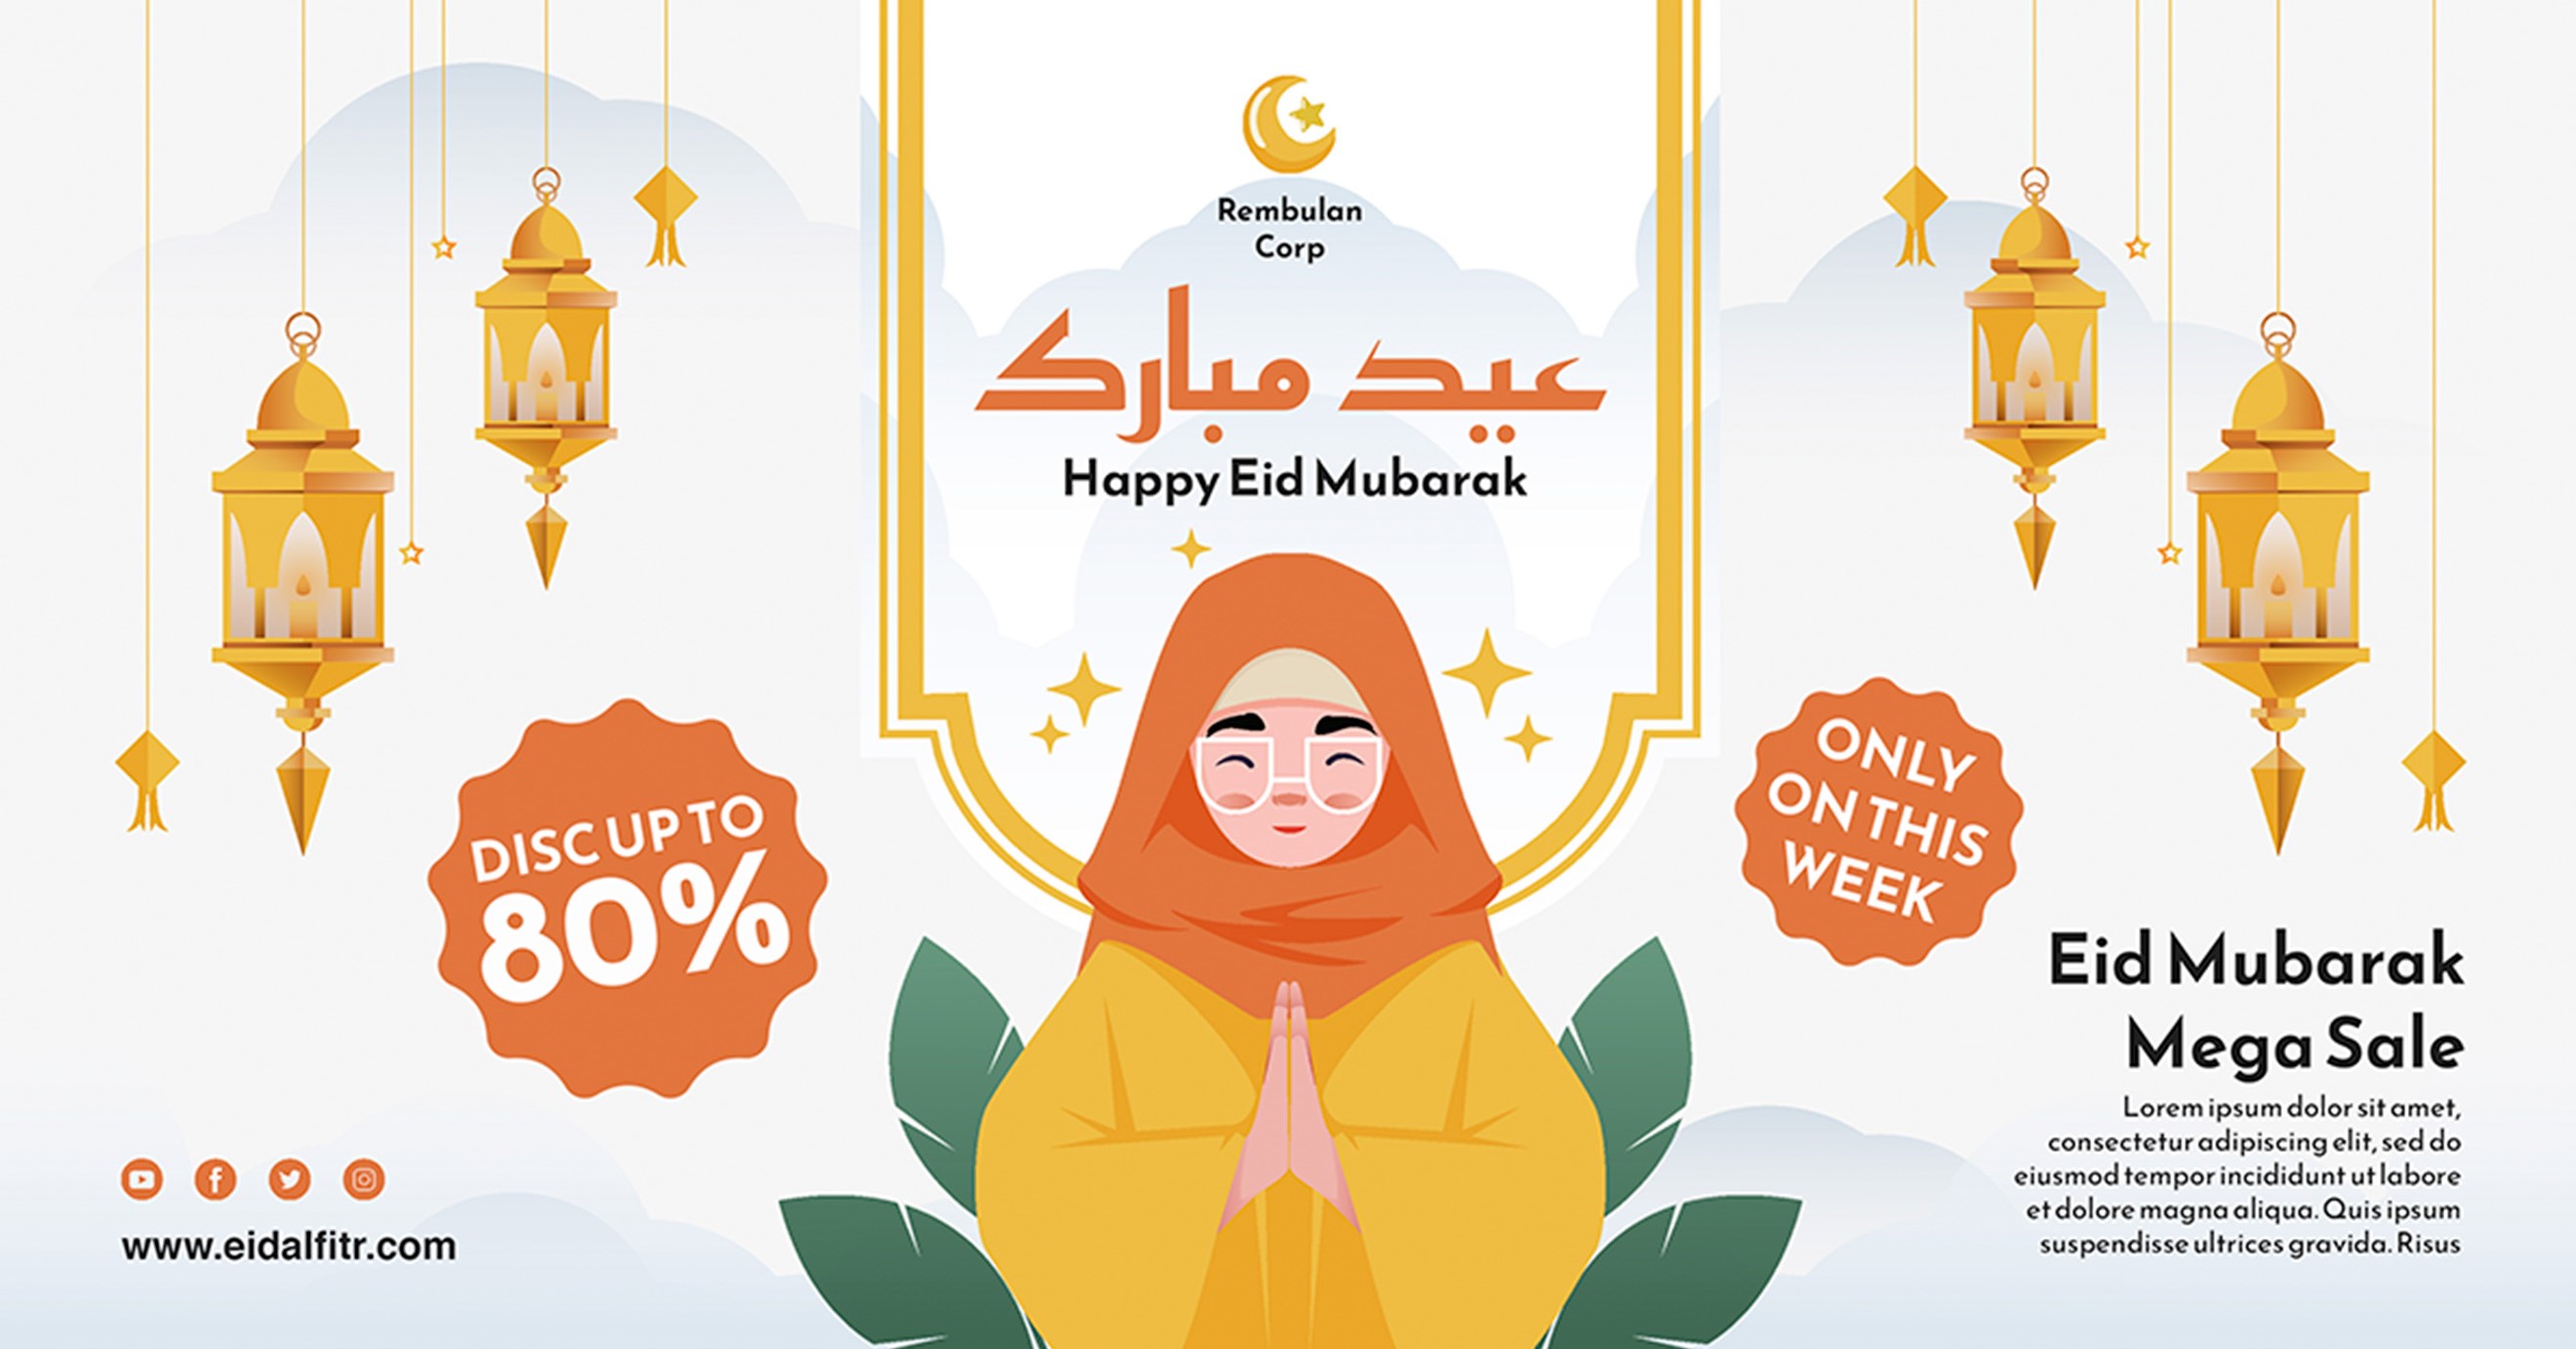 Rembulan
Corp
عيد مبارك
Happy Eid Mubarak
DISC UP TO
80%
ONLY
ON THIS
WEEK
Eid Mubarak
Mega Sale
Lorem ipsum dolor sit amet,
consectetur adipiscing elit, sed do
eiusmod tempor incididunt ut labore
et dolore magna aliqua. Quis ipsum
suspendisse ultrices gravida. Risus
www.eidalfitr.com